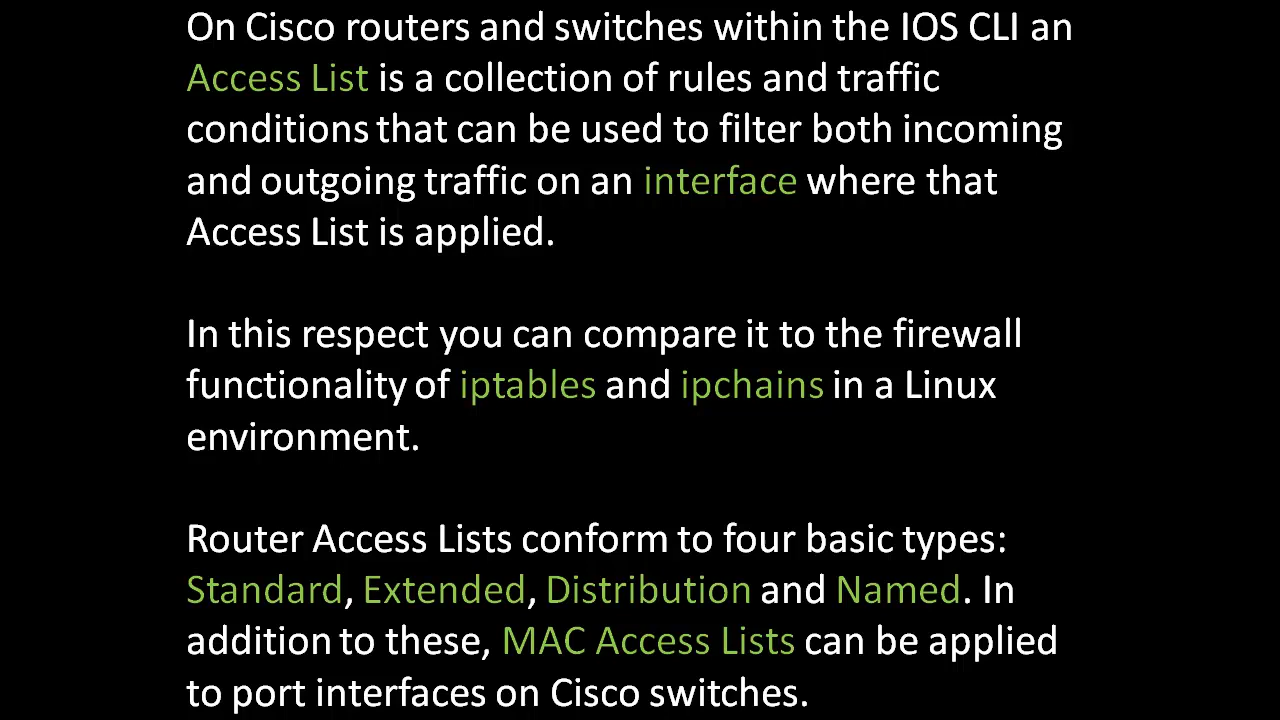 On Cisco routers and switches within the IOS CLI an
Access List is a collection of rules and traffic
conditions that can be used to filter both incoming
and outgoing traffic on an interface where that
Access List is applied.
In this respect you can compare it to the firewall
functionality of iptables and ipchains in a Linux
environment.
Router Access Lists conform to four basic types:
Standard, Extended, Distribution and Named. In
addition to these, MAC Access Lists can be applied
to port interfaces on Cisco switches.